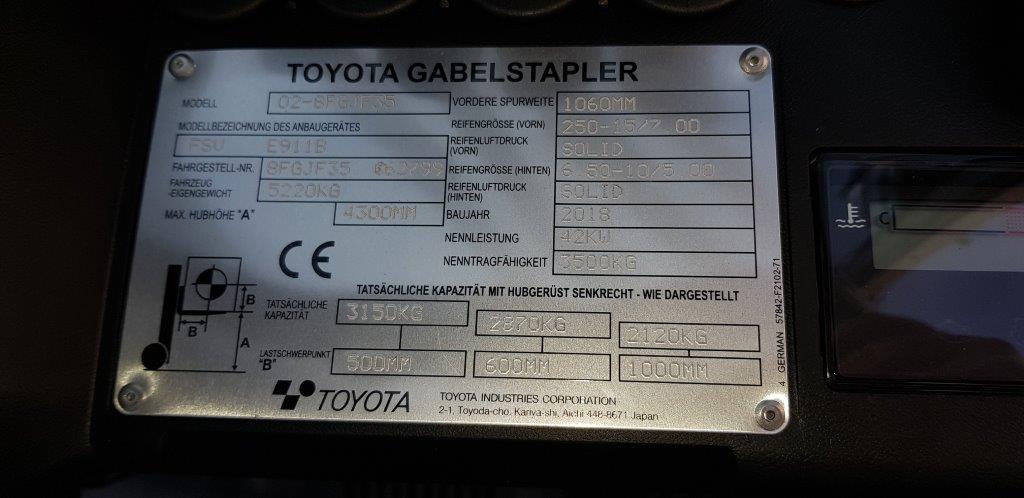 TOYOTA GABELSTAPLER
MODELL 02-8FGJF35
MODELLBEZEICHNUNG DES ANBAUGERÄTES
FSV E911B
FAHRGESTELL-NR. 8FGJF35
FAHRZEUG -EIGENGEWICHT 5220KG
MAX. HUBHÖHE "A" 4300MM
VORDERE SPURWEITE 1060MM
REIFENGRÖSSE (VORN) 250-15/7.00
REIFENLUFTDRUCK (VORN) SOLID
REIFENGRÖSSE (HINTEN) 6.50-10/5.00
REIFENLUFTDRUCK (HINTEN) SOLID
BAUJAHR 2018
NENNLEISTUNG 42KW
NENNTRAGFÄHIGKEIT 3500KG
CE
TATSÄCHLICHE KAPAZITÄT MIT HUBGERÜST SENKRECHT - WIE DARGESTELLT
TATSÄCHLICHE KAPAZITÄT 3150KG 2870KG 2120KG
LASTSCHWERPUNKT "B" 500MM 600MM 1000MM
B
B
A
TOYOTA
TOYOTA INDUSTRIES CORPORATION
2-1, Toyoda-cho, Kariya-shi, Aichi 448-8671 Japan
4 GERMAN 57842-F2102-71
C